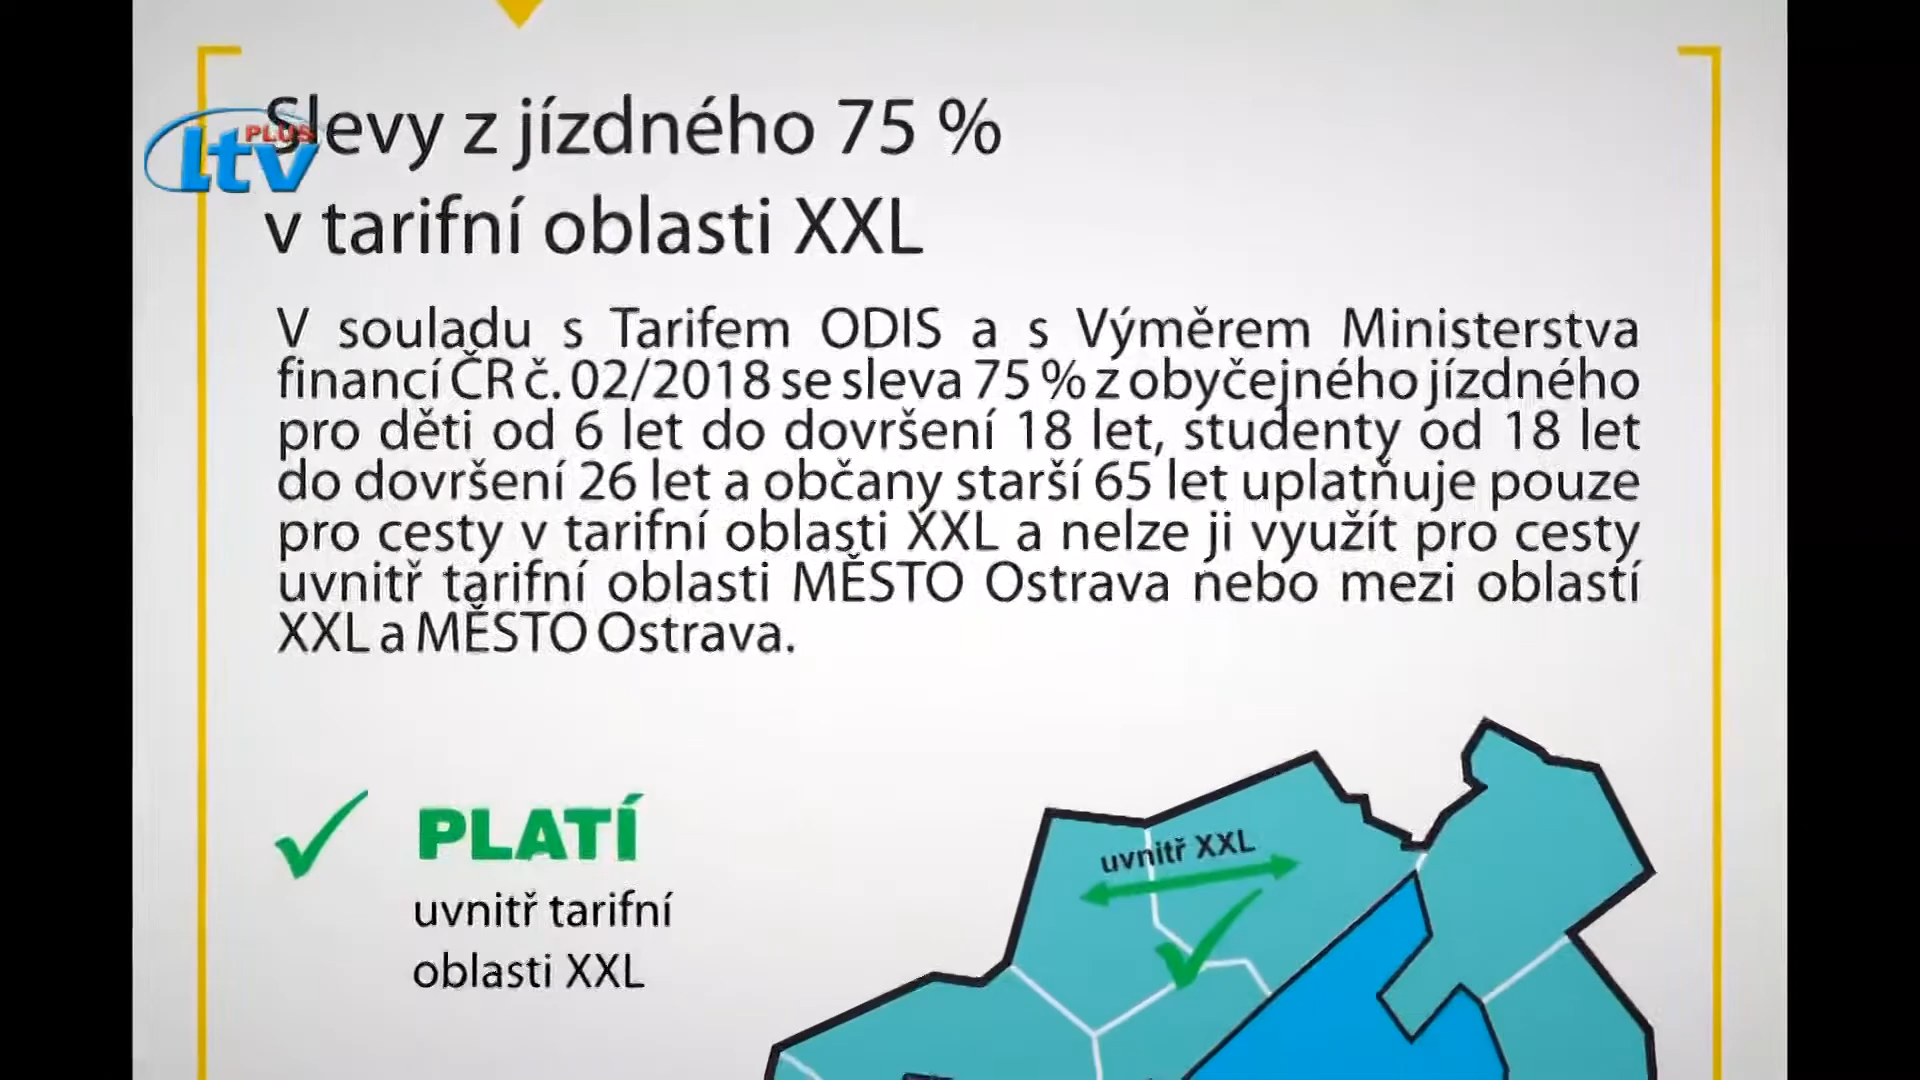 Slevy z jízdného 75 %
PLUS
ltv
v tarifní oblasti XXL
V souladu s Tarifem ODIS a s Výměrem Ministerstva
financí ČR č. 02/2018 se sleva 75 % z obyčejného jízdného
pro děti od 6 let do dovršení 18 let, studenty od 18 let
do dovršení 26 let a občany starší 65 let uplatňuje pouze
pro cesty v tarifní oblasti XXL a nelze ji využít pro cesty
uvnitř tarifní oblasti MĚSTO Ostrava nebo mezi oblastí
XXL a MĚSTO Ostrava.
PLATÍ
uvnitř tarifní
oblasti XXL
uvnitř XXL